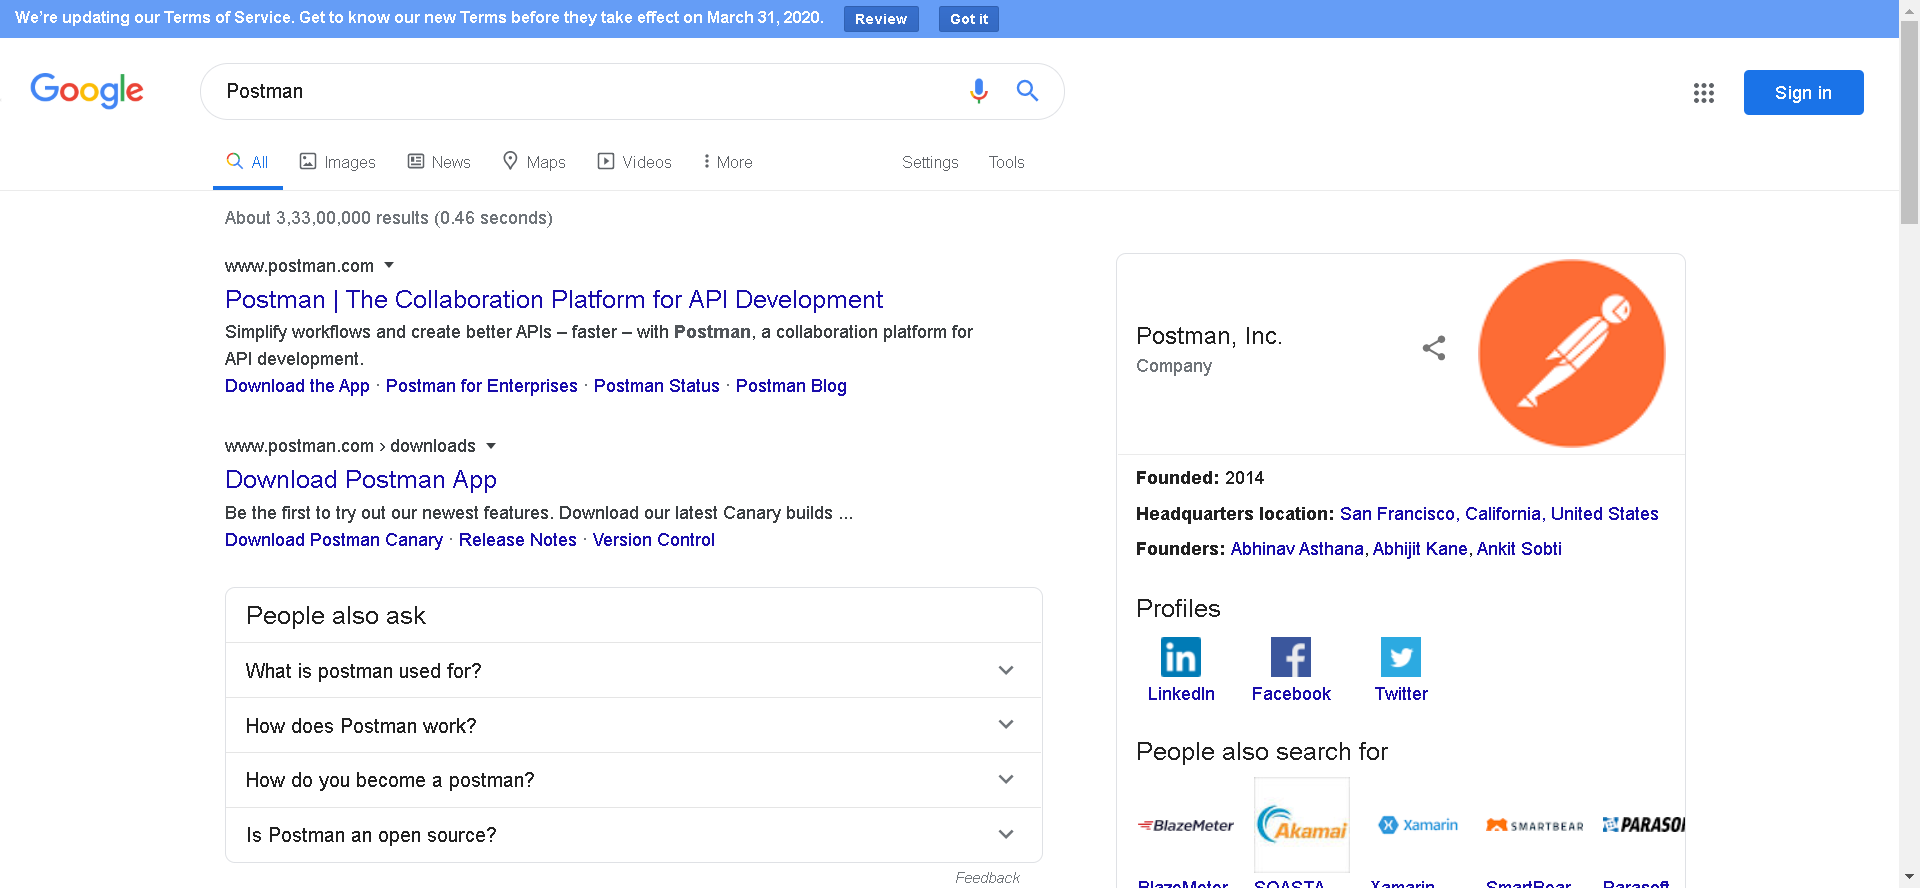 We're updating our Terms of Service. Get to know our new Terms before they take effect on March 31, 2020. Review Got it
Google
Postman
Sign in
All Images News Maps Videos More Settings Tools
About 3,33,00,000 results (0.46 seconds)
www.postman.com
Postman | The Collaboration Platform for API Development
Simplify workflows and create better APIs – faster – with Postman, a collaboration platform for
API development.
Download the App · Postman for Enterprises · Postman Status · Postman Blog
www.postman.com › downloads
Download Postman App
Be the first to try out our newest features. Download our latest Canary builds ...
Download Postman Canary · Release Notes · Version Control
People also ask
What is postman used for?
How does Postman work?
How do you become a postman?
Is Postman an open source?
Feedback
Postman, Inc.
Company
Founded: 2014
Headquarters location: San Francisco, California, United States
Founders: Abhinav Asthana, Abhijit Kane, Ankit Sobti
Profiles
LinkedIn Facebook Twitter
People also search for
BlazeMeter Akamai Xamarin SMARTBEAR PARASOF
BlazeMeter SOASTA Xamarin SmartBear Parasoft